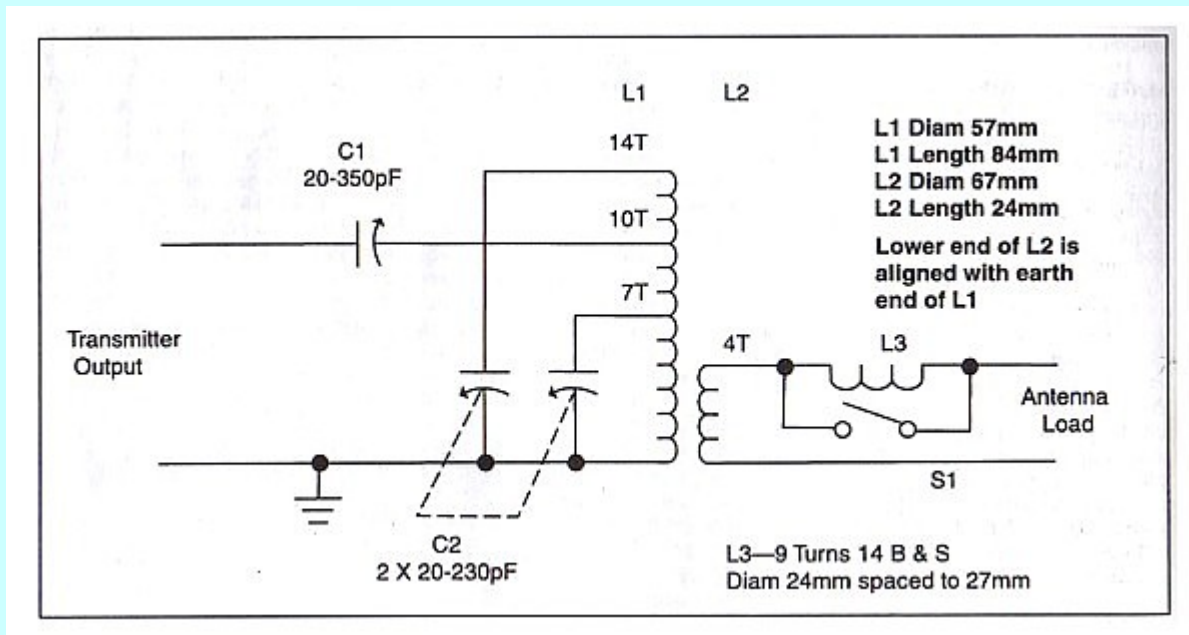 L1 L2
14T
C1
20-350pF
10T
7T
L1 Diam 57mm
L1 Length 84mm
L2 Diam 67mm
L2 Length 24mm
Lower end of L2 is
aligned with earth
end of L1
Transmitter
Output
4T L3
Antenna
Load
S1
C2
2 X 20-230pF
L3—9 Turns 14 B & S
Diam 24mm spaced to 27mm